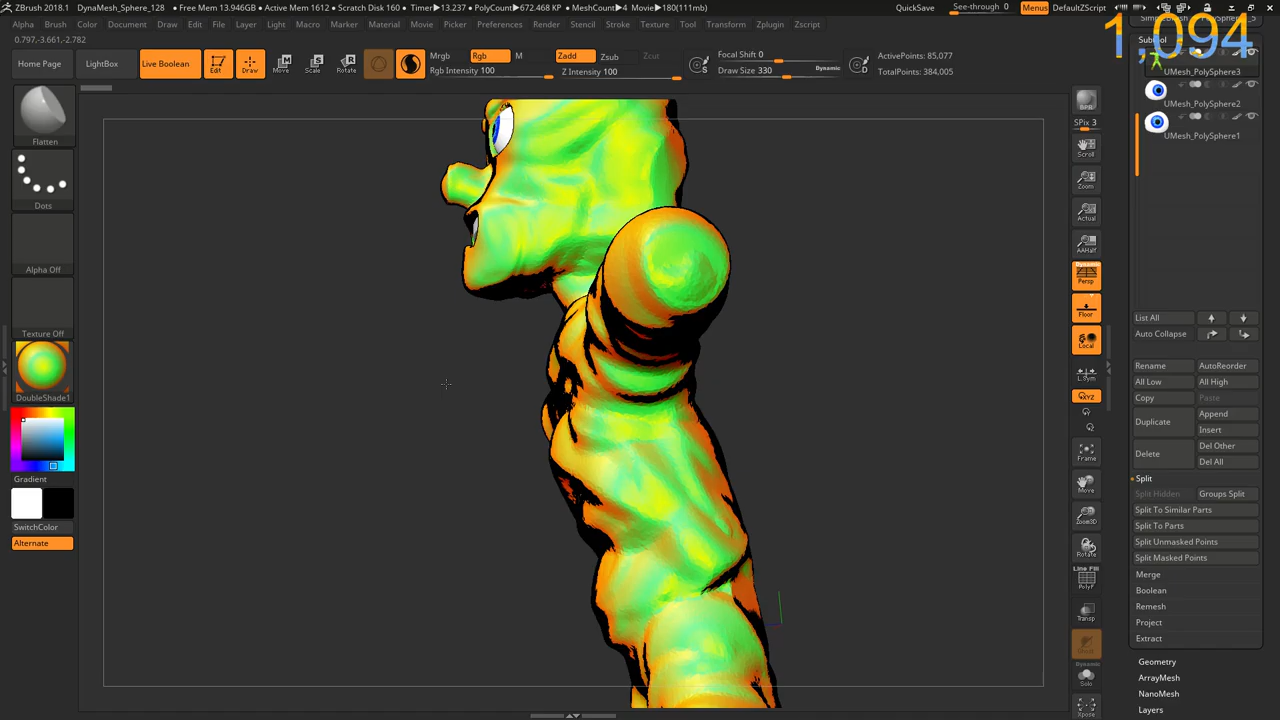 ZBrush 2018.1
DynaMesh_Sphere_128
• Free Mem 13.946GB • Active Mem 1612 • Scratch Disk 160 • Timer▶13.237 • PolyCount▶672.468 KP • MeshCount▶4 Movie▶180(111mb)
QuickSave
See-through 0
Menus
DefaultZScript
Alpha Brush Color Document Draw Edit File Layer Light Macro Marker Material Movie Picker Preferences Render Stencil Stroke Texture Tool Transform Zplugin Zscript
1,094
0.797,-3.661,-2.782
Home Page
LightBox
Live Boolean
Edit
Draw
Move
Scale
Rotate
Mrgb
Rgb
M
Rgb Intensity 100
Zadd
Zsub
Zcut
Z Intensity 100
Focal Shift 0
Draw Size 330
Dynamic
ActivePoints: 85,077
TotalPoints: 384,005
Flatten
Dots
Alpha Off
Texture Off
DoubleShade1
Gradient
SwitchColor
Alternate
BPR
SPix 3
Scroll
Zoom
Actual
AAHalf
Dynamic
Persp
Floor
Local
L.Sym
XYZ
Frame
Move
Zoom3D
Rotate
Line Fill
PolyF
Transp
Ghost
Dynamic
Solo
Xpose
UMesh_PolySphere3
UMesh_PolySphere2
UMesh_PolySphere1
List All
Auto Collapse
Rename
AutoReorder
All Low
All High
Copy
Paste
Duplicate
Append
Insert
Delete
Del Other
Del All
Split
Split Hidden
Groups Split
Split To Similar Parts
Split To Parts
Split Unmasked Points
Split Masked Points
Merge
Boolean
Remesh
Project
Extract
Geometry
ArrayMesh
NanoMesh
Layers